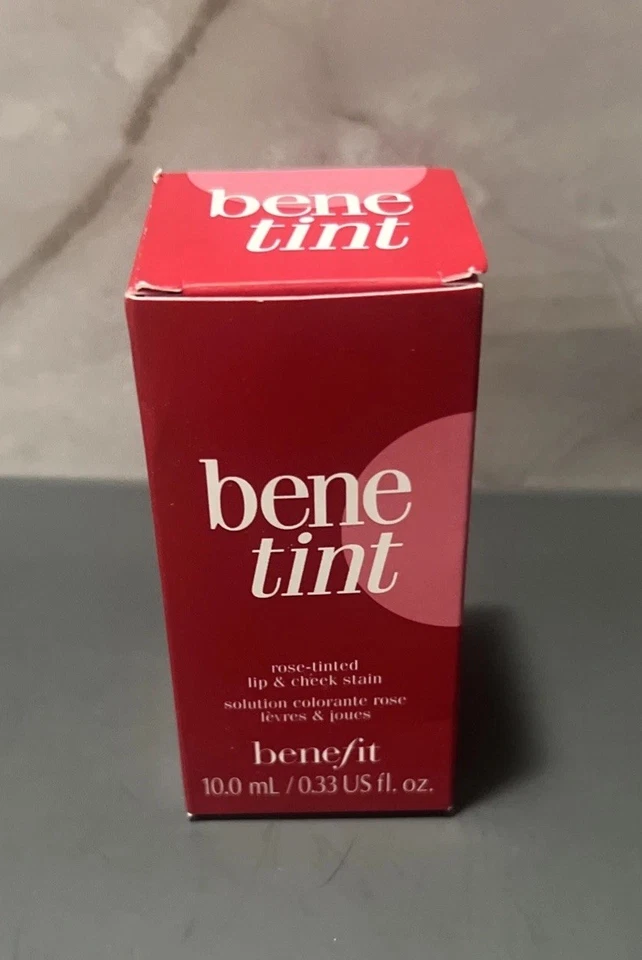 bene
tint
bene
tint
rose-tinted
lip & cheek stain
solution colorante rose
lèvres & joues
benefit
10.0 mL / 0.33 US fl. oz.